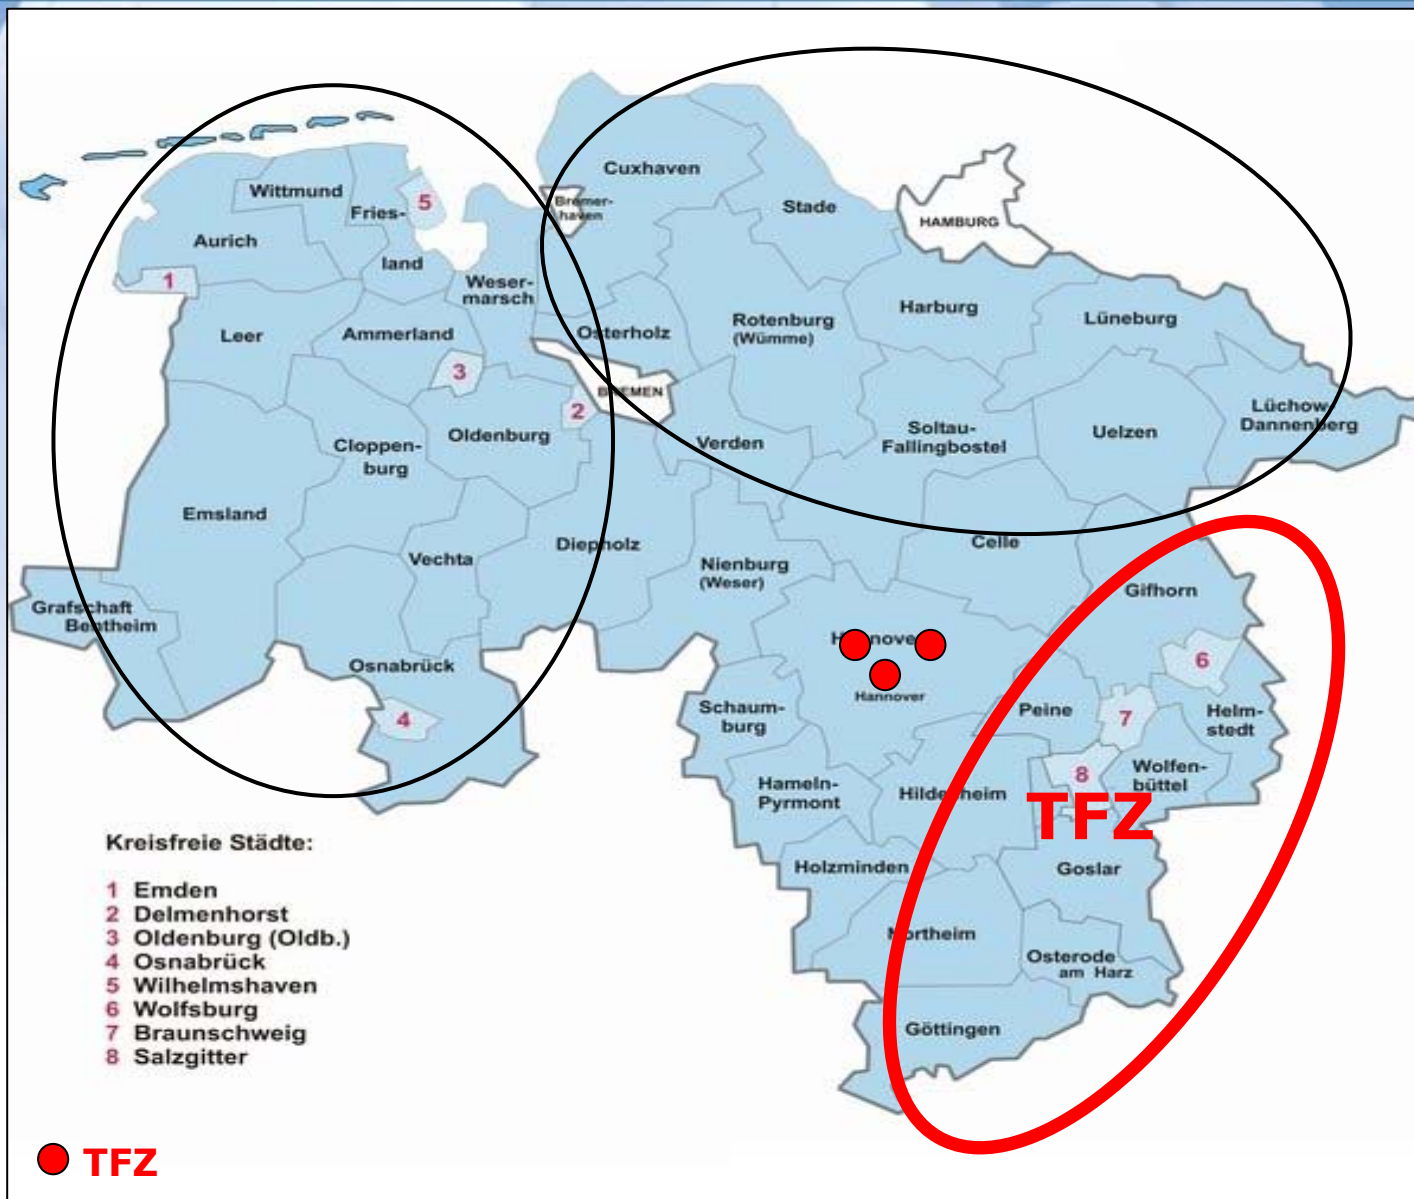 Cuxhaven
Wittmund
5
Bremer-
haven
Stade
Fries-
HAMBURG
Aurich
land
1
Weser-
marsch
Harburg
Lüneburg
Rotenburg
(Wümme)
Leer
Ammerland
Osterholz
3
BREMEN
2
Lüchow-
Dannenberg
Oldenburg
Cloppen-
burg
Verden
Soltau-
Fallingbostel
Uelzen
Emsland
Diepholz
Celle
Vechta
Nienburg
(Weser)
Gifhorn
Grafschaft
Bentheim
Hannover
Osnabrück
6
Hannover
4
Schaum-
burg
Peine
7
Helm-
stedt
8
Wolfen-
büttel
Hameln-
Pyrmont
Hildesheim
TFZ
Holzminden
Goslar
Northeim
Osterode
am Harz
Göttingen
Kreisfreie Städte:
1 Emden
2 Delmenhorst
3 Oldenburg (Oldb.)
4 Osnabrück
5 Wilhelmshaven
6 Wolfsburg
7 Braunschweig
8 Salzgitter
TFZ